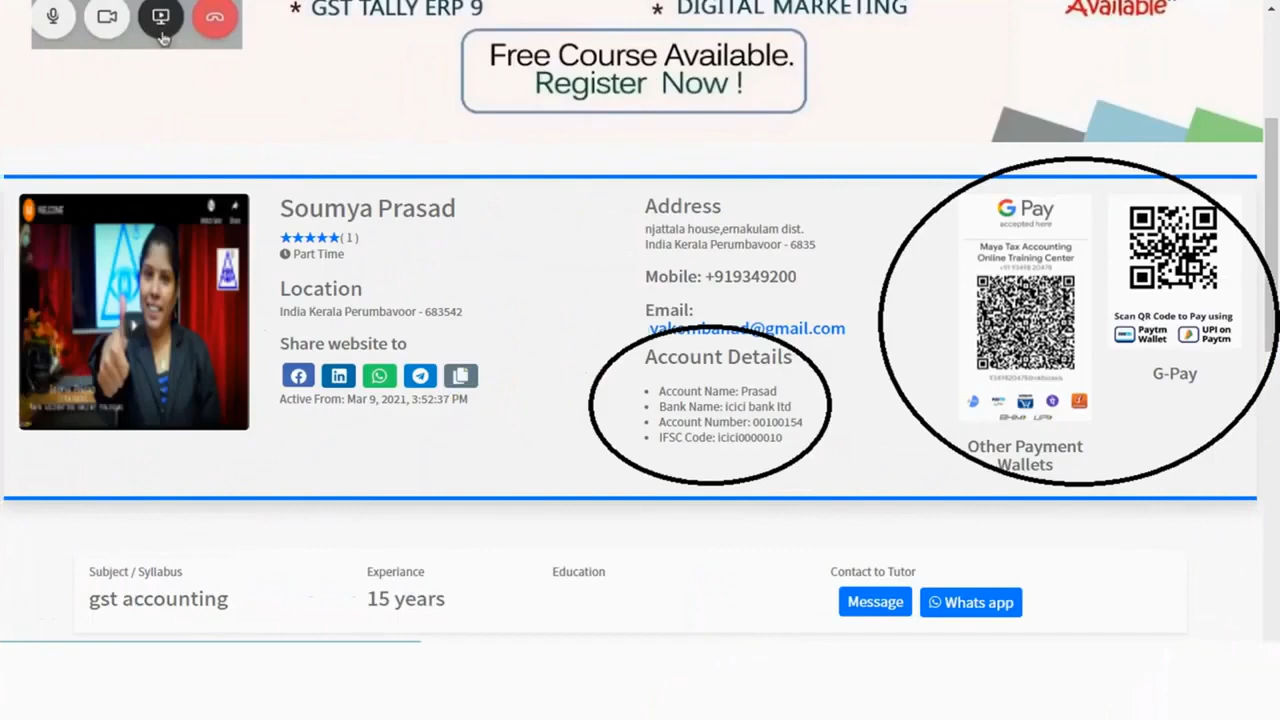 * GST TALLY ERP 9
* DIGITAL MARKETING
Available
Free Course Available.
Register Now !
Soumya Prasad
( 1 )
Part Time
Location
India Kerala Perumbavoor - 683542
Share website to
Active From: Mar 9, 2021, 3:52:37 PM
Address
njattala house,ernakulam dist.
India Kerala Perumbavoor - 6835
Mobile: +919349200
Email:
vakombanad@gmail.com
Account Details
• Account Name: Prasad
• Bank Name: icici bank ltd
• Account Number: 00100154
• IFSC Code: icici0000010
G Pay
accepted here
Maya Tax Accounting
Online Training Center
Other Payment
Wallets
Scan QR Code to Pay using
Paytm
Wallet
UPI on
Paytm
G-Pay
Subject / Syllabus
gst accounting
Experiance
15 years
Education
Contact to Tutor
Message
Whats app